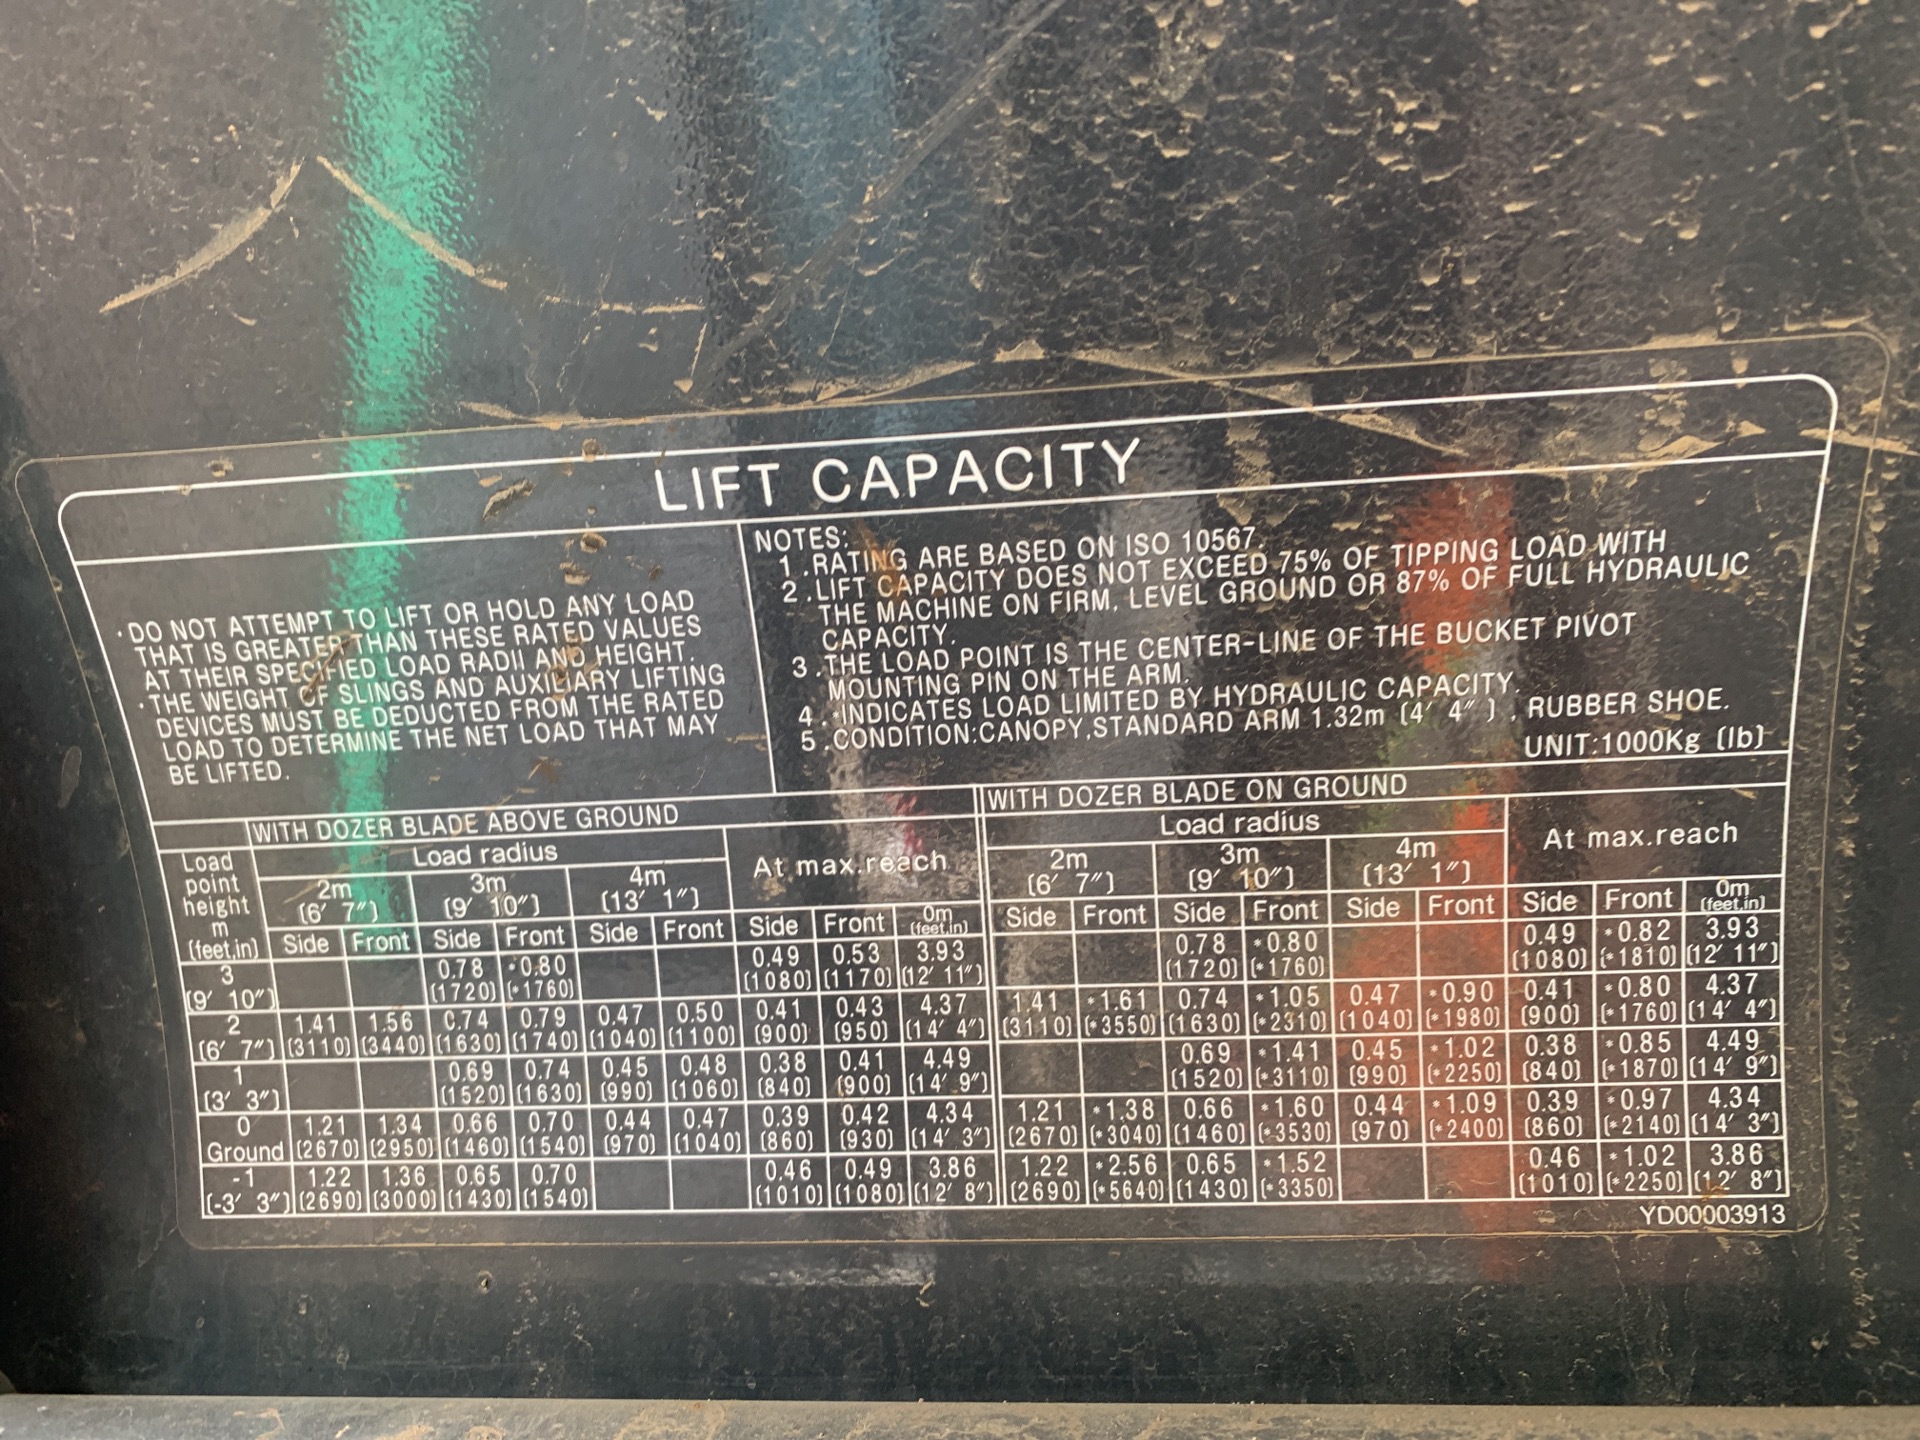 LIFT CAPACITY
·DO NOT ATTEMPT TO LIFT OR HOLD ANY LOAD
THAT IS GREATER THAN THESE RATED VALUES
AT THEIR SPECIFIED LOAD RADII AND HEIGHT.
·THE WEIGHT OF SLINGS AND AUXILIARY LIFTING
DEVICES MUST BE DEDUCTED FROM THE RATED
LOAD TO DETERMINE THE NET LOAD THAT MAY
BE LIFTED.
NOTES:
1.RATING ARE BASED ON ISO 10567.
2.LIFT CAPACITY DOES NOT EXCEED 75% OF TIPPING LOAD WITH
THE MACHINE ON FIRM, LEVEL GROUND OR 87% OF FULL HYDRAULIC
CAPACITY.
3.THE LOAD POINT IS THE CENTER-LINE OF THE BUCKET PIVOT
MOUNTING PIN ON THE ARM.
4.*INDICATES LOAD LIMITED BY HYDRAULIC CAPACITY.
5.CONDITION:CANOPY,STANDARD ARM 1.32m (4′ 4″), RUBBER SHOE.
UNIT:1000Kg (lb)
WITH DOZER BLADE ABOVE GROUND WITH DOZER BLADE ON GROUND
Load point height m (feet,in)
Load radius At max.reach Load radius At max.reach
2m 3m 4m 2m 3m 4m
(6′ 7″) (9′ 10″) (13′ 1″) (6′ 7″) (9′ 10″) (13′ 1″)
Side Front Side Front Side Front Side Front 0m (feet,in) Side Front Side Front Side Front Side Front 0m (feet,in)
3 0.78 *0.80 0.49 0.53 3.93 0.78 *0.80 0.49 *0.82 3.93
(9′ 10″) (1720) (*1760) (1080) (1170) (12′ 11″) (1720) (*1760) (1080) (*1810) (12′ 11″)
2 1.41 1.56 0.74 0.79 0.47 0.50 0.41 0.43 4.37 1.41 *1.61 0.74 *1.05 0.47 *0.90 0.41 *0.80 4.37
(6′ 7″) (3110) (3440) (1630) (1740) (1040) (1100) (900) (950) (14′ 4″) (3110) (*3550) (1630) (*2310) (1040) (*1980) (900) (*1760) (14′ 4″)
1 0.69 0.74 0.45 0.48 0.38 0.41 4.49 0.69 *1.41 0.45 *1.02 0.38 *0.85 4.49
(3′ 3″) (1520) (1630) (990) (1060) (840) (900) (14′ 9″) (1520) (*3110) (990) (*2250) (840) (*1870) (14′ 9″)
0 1.21 1.34 0.66 0.70 0.44 0.47 0.39 0.42 4.34 1.21 *1.38 0.66 *1.60 0.44 *1.09 0.39 *0.97 4.34
Ground (2670) (2950) (1460) (1540) (970) (1040) (860) (930) (14′ 3″) (2670) (*3040) (1460) (*3530) (970) (*2400) (860) (*2140) (14′ 3″)
-1 1.22 1.36 0.65 0.70 0.46 0.49 3.86 1.22 *2.56 0.65 *1.52 0.46 *1.02 3.86
(-3′ 3″) (2690) (3000) (1430) (1540) (1010) (1080) (12′ 8″) (2690) (*5640) (1430) (*3350) (1010) (*2250) (12′ 8″)
YD00003913